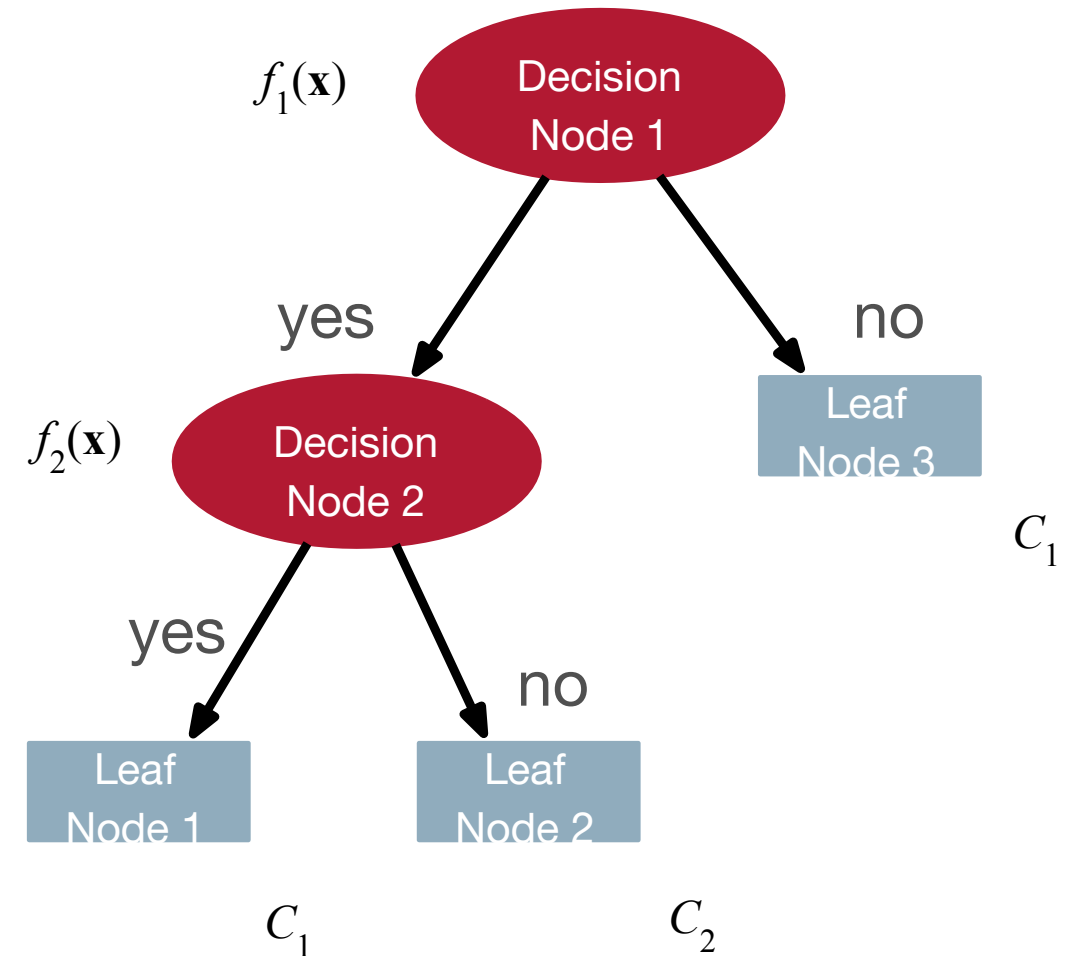 f₁(x)
Decision
Node 1
yes
no
f₂(x)
Decision
Node 2
Leaf
Node 3
C₁
yes
no
Leaf
Node 1
Leaf
Node 2
C₁
C₂